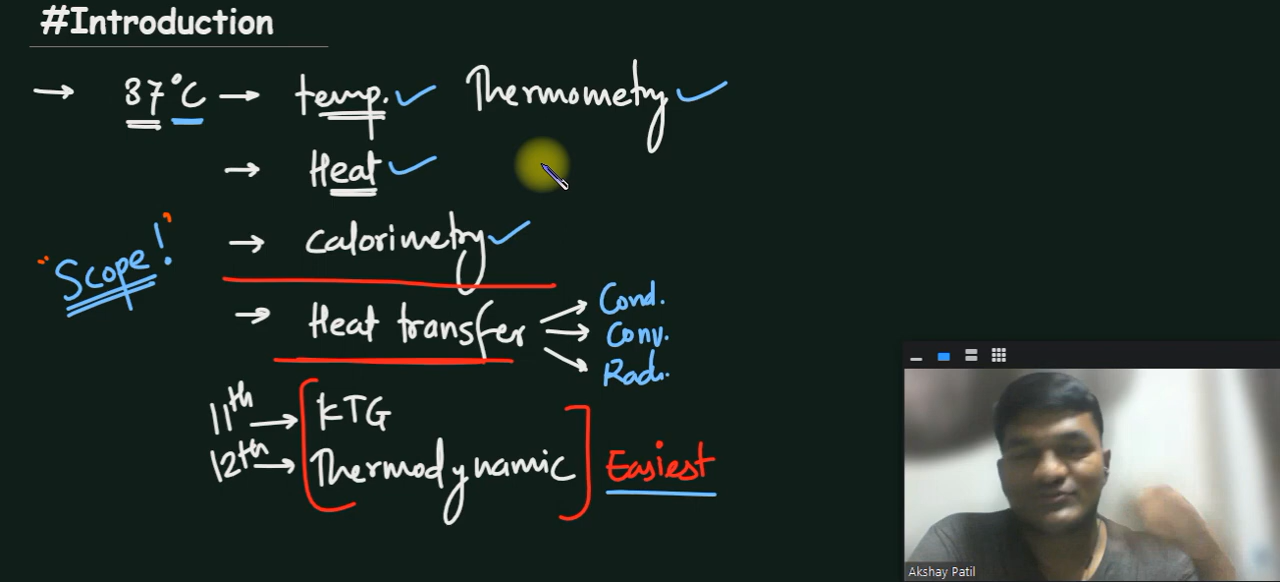 #Introduction
→ 37°C → temp. ✓ Thermometry ✓
→ Heat ✓
→ Calorimetry ✓
"Scope!"
→ Heat transfer → Cond.
→ Conv.
→ Rad.
11th → KTG
12th → Thermodynamic Easiest
Akshay Patil